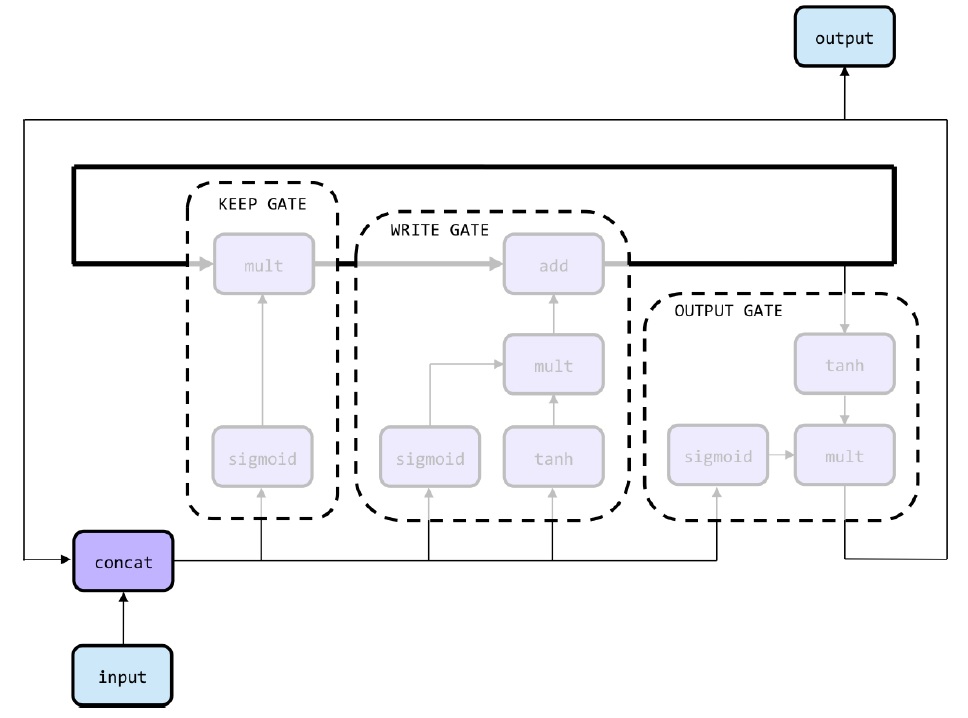 output
KEEP GATE
WRITE GATE
mult
add
OUTPUT GATE
mult
tanh
sigmoid
sigmoid
tanh
sigmoid
mult
concat
input